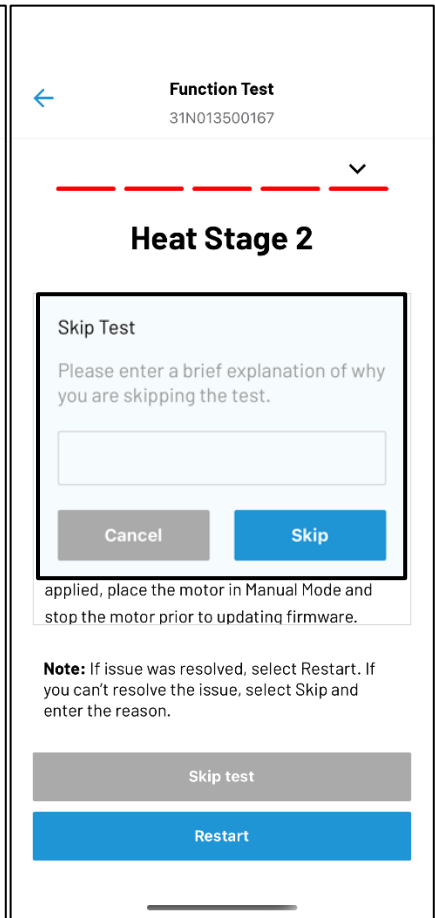 Function Test
31N013500167
Heat Stage 2
Skip Test
Please enter a brief explanation of why
you are skipping the test.
Cancel
Skip
applied, place the motor in Manual Mode and
stop the motor prior to updating firmware.
Note: If issue was resolved, select Restart. If
you can't resolve the issue, select Skip and
enter the reason.
Skip test
Restart